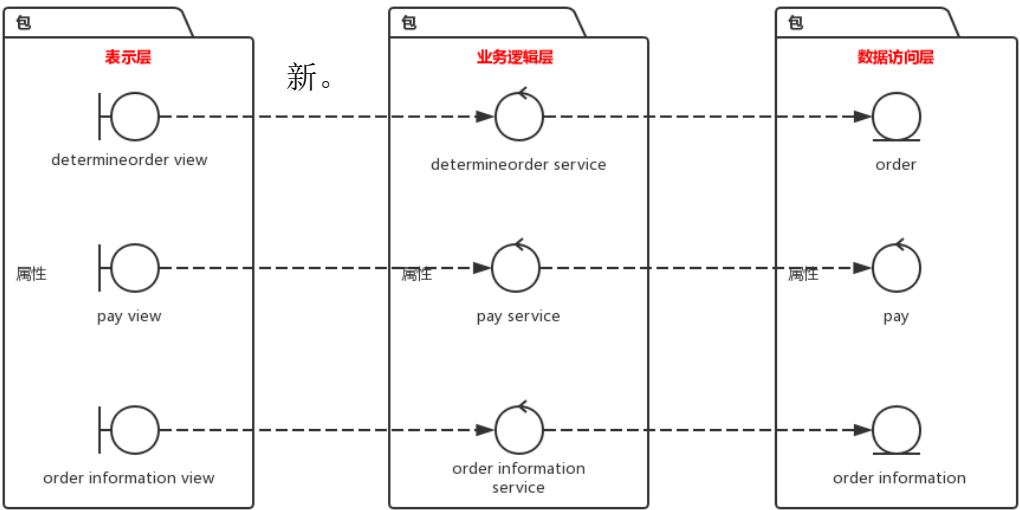 包
包
包
表示层
业务逻辑层
数据访问层
新。
determineorder view
determineorder service
order
属性
属性
属性
pay view
pay service
pay
order information view
order information
service
order information